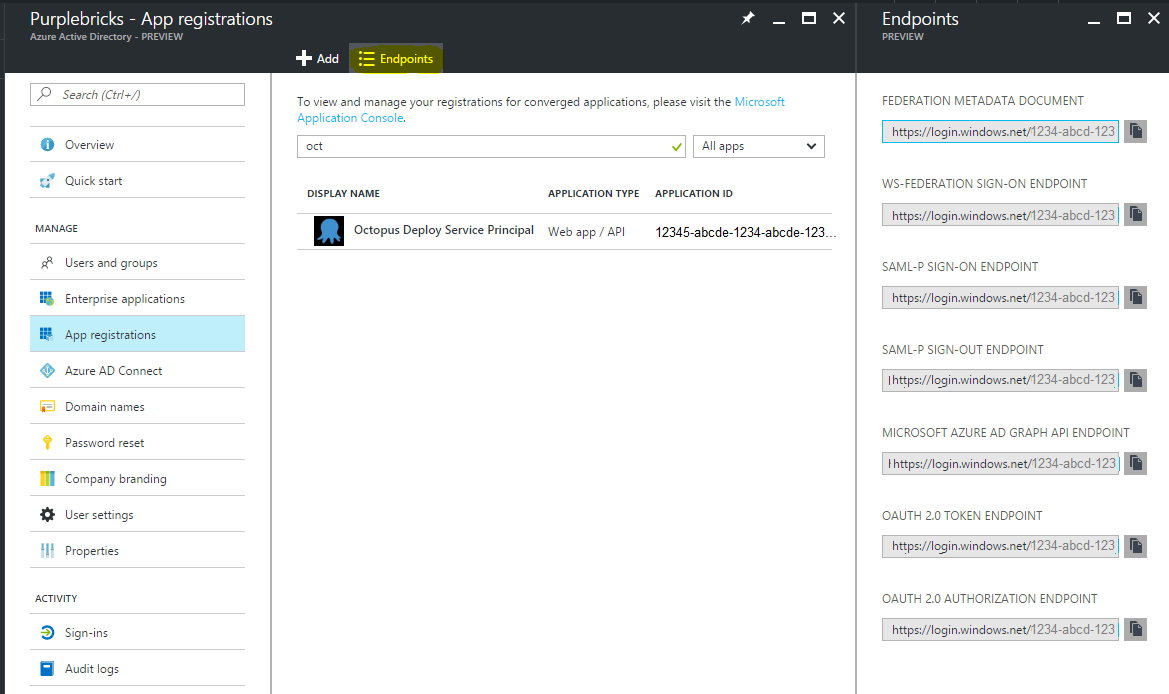 Purplebricks - App registrations
Azure Active Directory - PREVIEW
Add
Endpoints
Search (Ctrl+/)
Overview
Quick start
MANAGE
Users and groups
Enterprise applications
App registrations
Azure AD Connect
Domain names
Password reset
Company branding
User settings
Properties
ACTIVITY
Sign-ins
Audit logs
To view and manage your registrations for converged applications, please visit the Microsoft
Application Console.
oct
All apps
DISPLAY NAME APPLICATION TYPE APPLICATION ID
Octopus Deploy Service Principal Web app / API 12345-abcde-1234-abcde-123...
Endpoints
PREVIEW
FEDERATION METADATA DOCUMENT
https://login.windows.net/1234-abcd-123
WS-FEDERATION SIGN-ON ENDPOINT
https://login.windows.net/1234-abcd-123
SAML-P SIGN-ON ENDPOINT
https://login.windows.net/1234-abcd-123
SAML-P SIGN-OUT ENDPOINT
https://login.windows.net/1234-abcd-123
MICROSOFT AZURE AD GRAPH API ENDPOINT
https://login.windows.net/1234-abcd-123
OAUTH 2.0 TOKEN ENDPOINT
https://login.windows.net/1234-abcd-123
OAUTH 2.0 AUTHORIZATION ENDPOINT
https://login.windows.net/1234-abcd-123